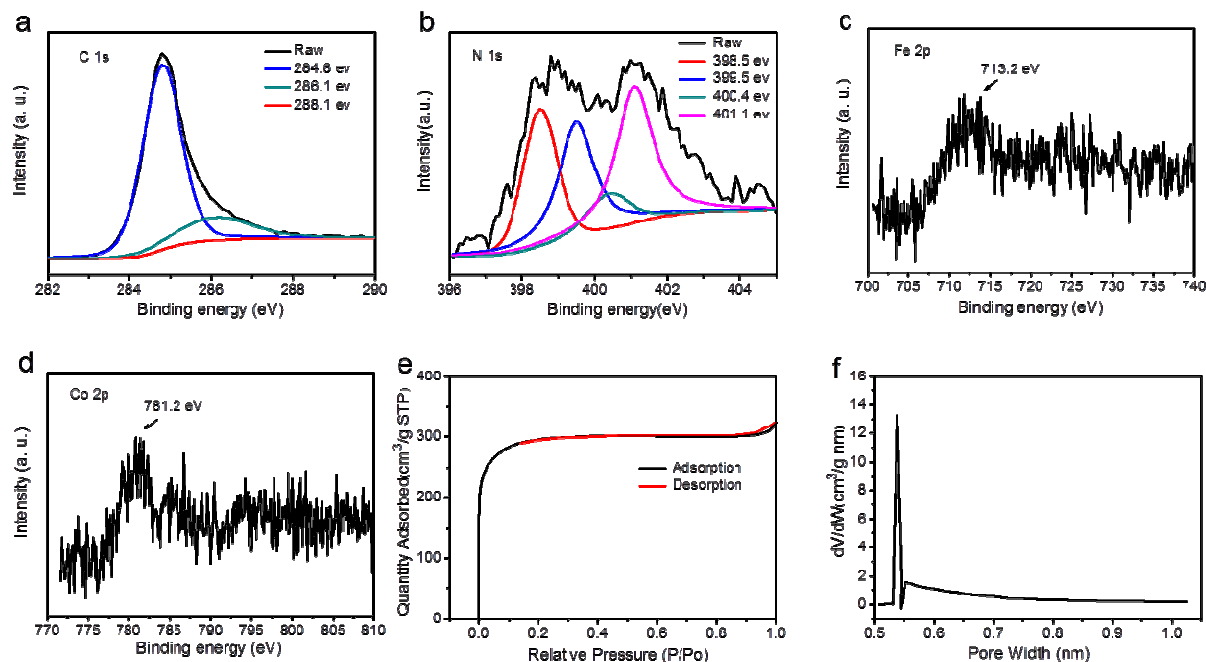 a
C 1s
Raw
284.8 ev
286.1 ev
288.1 ev
Intensity (a. u.)
282 284 286 288 290
Binding energy (eV)
b
N 1s
Raw
398.5 ev
399.5 ev
400.4 ev
401.1 ev
Intensity(a.u.)
396 398 400 402 404
Binding energy(eV)
c
Fe 2p
713.2 eV
Intensity (a. u.)
700 705 710 715 720 725 730 735 740
Binding energy (eV)
d
Co 2p
781.2 eV
Intensity (a. u.)
770 780 785 790 795 800 805 810
Binding energy (eV)
e
400
300
200
100
0
Quantity Adsorbed(cm³/g STP)
Adsorption
Desorption
0.0 0.2 0.4 0.6 0.8 1.0
Relative Pressure (P/Po)
f
16
14
12
10
8
6
4
2
0
dV/dW(cm³/g nm)
0.5 0.6 0.7 0.8 0.9 1.0
Pore Width (nm)